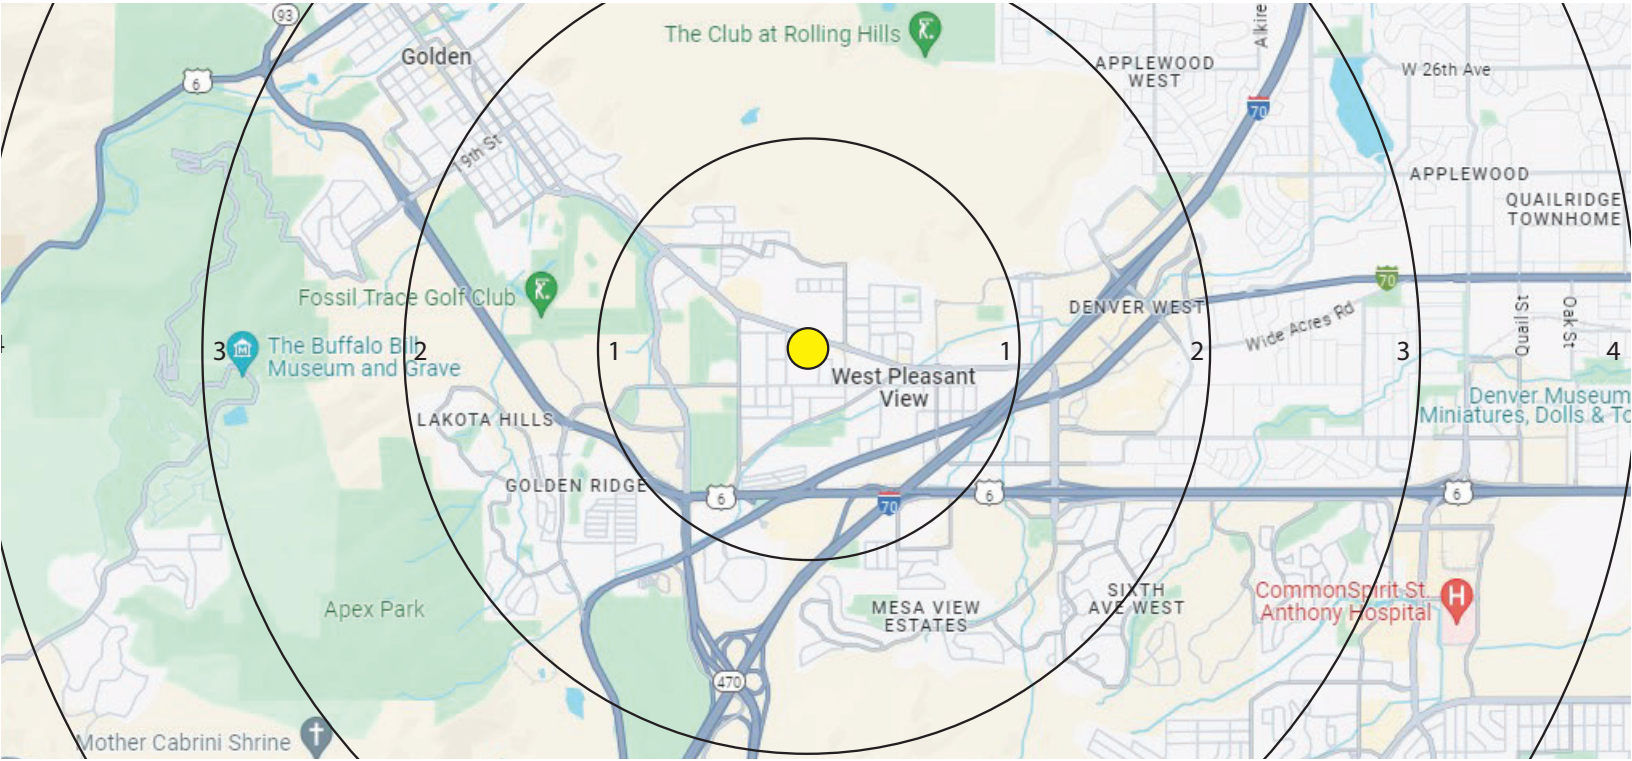 93
The Club at Rolling Hills
Golden
Alkire
APPLEWOOD
WEST
W 26th Ave
6
70
19th St
APPLEWOOD
QUAILRIDGE
TOWNHOME
Fossil Trace Golf Club
70
DENVER WEST
Wide Acres Rd
Quail St
Oak St
3
The Buffalo Bill
Museum and Grave
2
1
1
2
3
4
West Pleasant
View
Denver Museum
Miniatures, Dolls & To
LAKOTA HILLS
GOLDEN RIDGE
6
70
6
6
Apex Park
MESA VIEW
ESTATES
SIXTH
AVE WEST
CommonSpirit St...
Anthony Hospital
H
470
Mother Cabrini Shrine